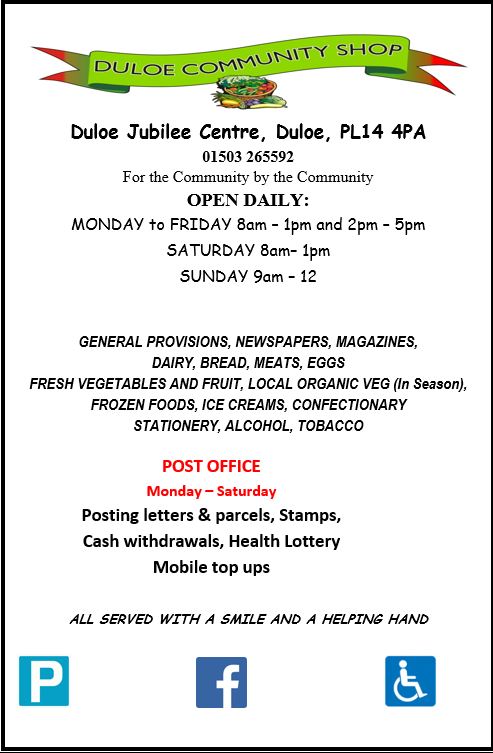 DULOE COMMUNITY SHOP
Duloe Jubilee Centre, Duloe, PL14 4PA
01503 265592
For the Community by the Community
OPEN DAILY:
MONDAY to FRIDAY 8am – 1pm and 2pm – 5pm
SATURDAY 8am– 1pm
SUNDAY 9am – 12
GENERAL PROVISIONS, NEWSPAPERS, MAGAZINES,
DAIRY, BREAD, MEATS, EGGS
FRESH VEGETABLES AND FRUIT, LOCAL ORGANIC VEG (In Season),
FROZEN FOODS, ICE CREAMS, CONFECTIONARY
STATIONERY, ALCOHOL, TOBACCO
POST OFFICE
Monday – Saturday
Posting letters & parcels, Stamps,
Cash withdrawals, Health Lottery
Mobile top ups
ALL SERVED WITH A SMILE AND A HELPING HAND
P f